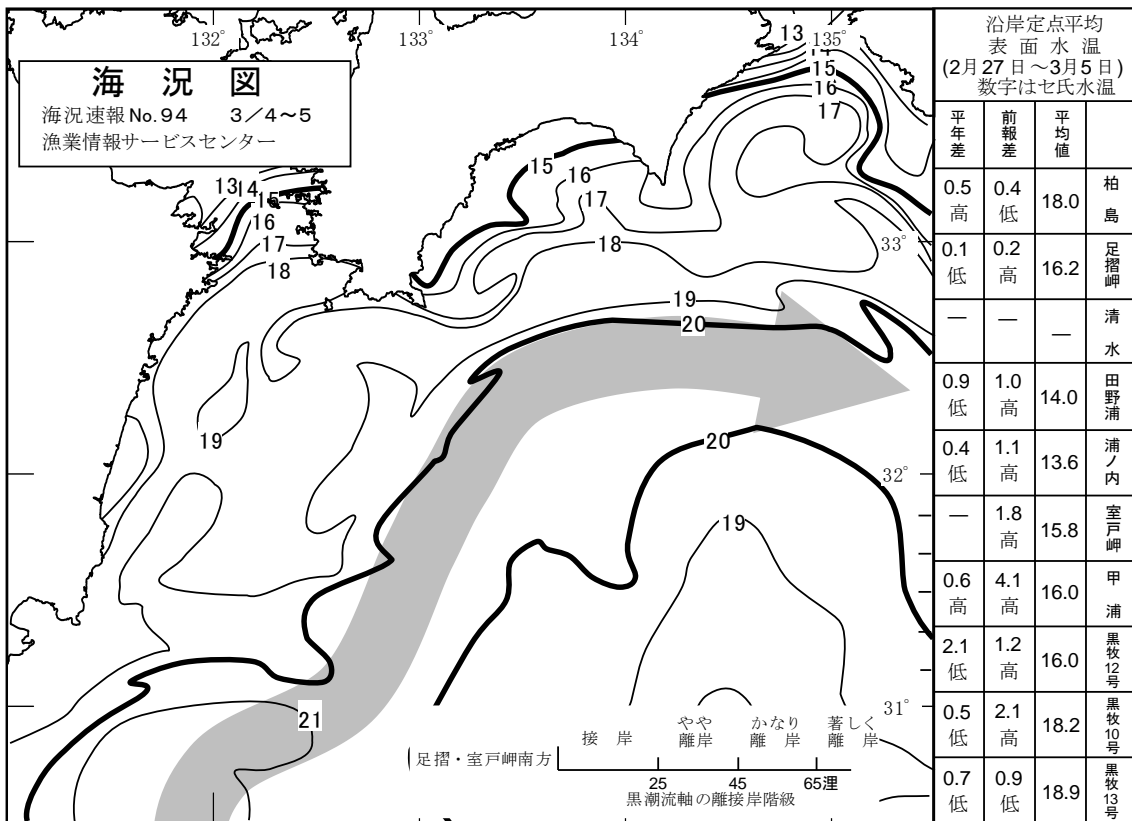 海況図
海況速報No.94 3/4~5
漁業情報サービスセンター
132°
133°
134°
135°
13
14
15
16
17
13
14
15
16
17
18
15
16
17
18
33°
19
20
19
20
32°
19
21
31°
足摺・室戸岬南方
接岸
やや離岸
かなり離岸
著しく離岸
25 45 65浬
黒潮流軸の離接岸階級
沿岸定点平均
表面水温
(2月27日~3月5日)
数字はセ氏水温
平年差 前報差 平均値
0.5高 0.4低 18.0 柏島
0.1低 0.2高 16.2 足摺岬
— — — 清水
0.9低 1.0高 14.0 田野浦
0.4低 1.1高 13.6 浦ノ内
— 1.8高 15.8 室戸岬
0.6高 4.1高 16.0 甲浦
2.1低 1.2高 16.0 黒牧12号
0.5低 2.1高 18.2 黒牧10号
0.7低 0.9低 18.9 黒牧13号